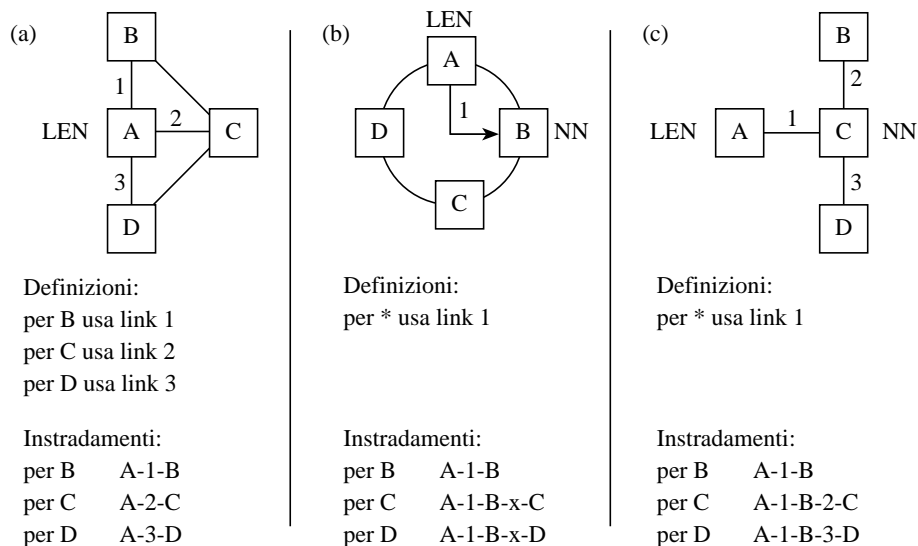 (a)
B
1
LEN
A
2
C
3
D
Definizioni:
per B usa link 1
per C usa link 2
per D usa link 3
Instradamenti:
per B A-1-B
per C A-2-C
per D A-3-D
(b)
LEN
A
1
D
B
NN
C
Definizioni:
per * usa link 1
Instradamenti:
per B A-1-B
per C A-1-B-x-C
per D A-1-B-x-D
(c)
B
2
LEN
A
1
C
NN
3
D
Definizioni:
per * usa link 1
Instradamenti:
per B A-1-B
per C A-1-B-2-C
per D A-1-B-3-D